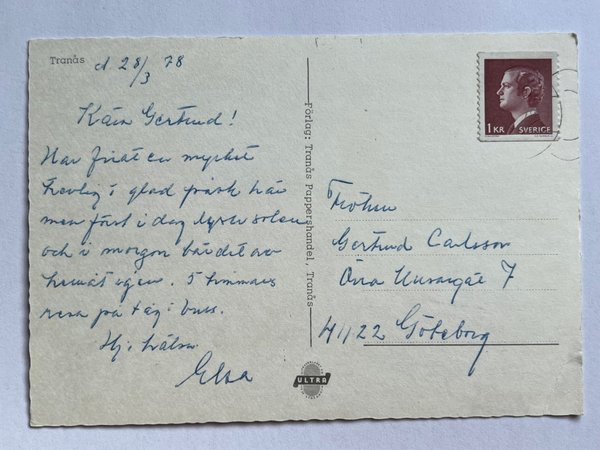 Tranås
d 28/3 78
Kära Gertrud!
Har firat en mycket
trevlig i glad påsk här
men först i dag lyser solen
och i morgon bär det av
hemåt igen. 5 timmars
resa på tåg i buss.
Hj. hälsn.
Elsa
Förlag: Tranås Pappershandel, Tranås
ULTRA
1 KR SVERIGE
Fröken
Gertrud Carlsson
7
41122 Göteborg